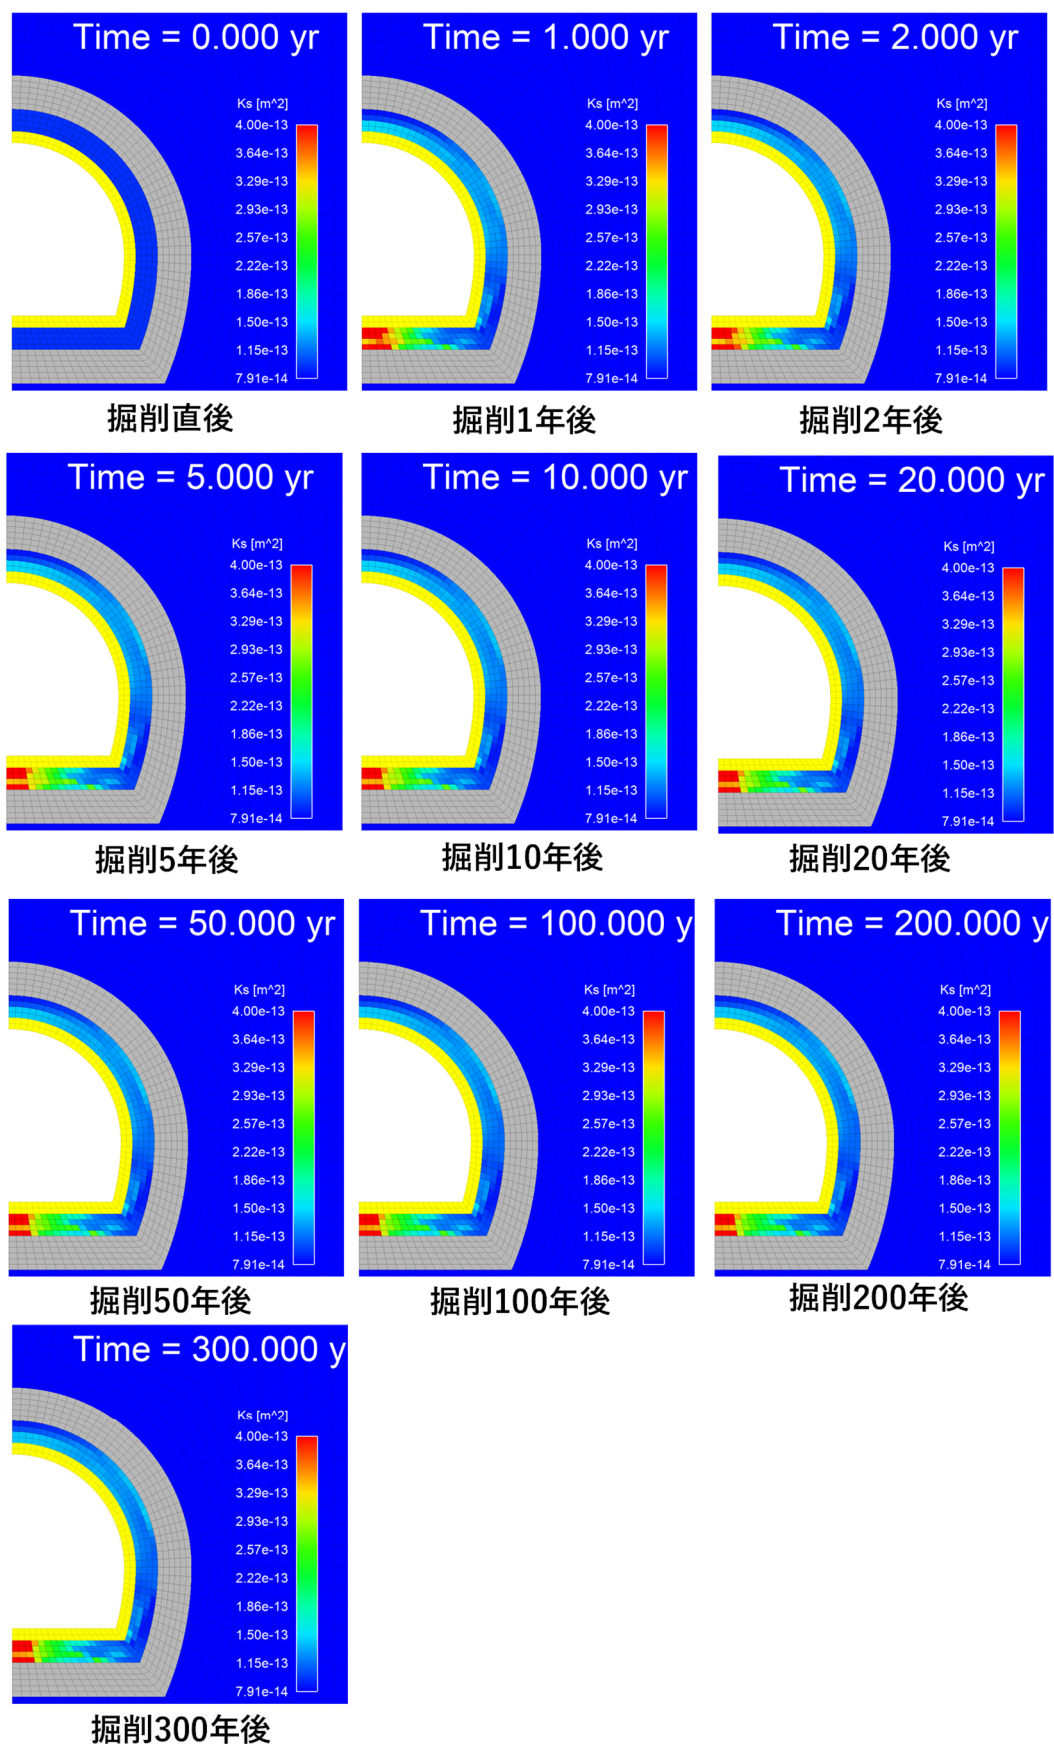 Time = 0.000 yr
Ks [m^2]
4.00e-13
3.64e-13
3.29e-13
2.93e-13
2.57e-13
2.22e-13
1.86e-13
1.50e-13
1.15e-13
7.91e-14
掘削直後
Time = 1.000 yr
Ks [m^2]
4.00e-13
3.64e-13
3.29e-13
2.93e-13
2.57e-13
2.22e-13
1.86e-13
1.50e-13
1.15e-13
7.91e-14
掘削1年後
Time = 2.000 yr
Ks [m^2]
4.00e-13
3.64e-13
3.29e-13
2.93e-13
2.57e-13
2.22e-13
1.86e-13
1.50e-13
1.15e-13
7.91e-14
掘削2年後
Time = 5.000 yr
Ks [m^2]
4.00e-13
3.64e-13
3.29e-13
2.93e-13
2.57e-13
2.22e-13
1.86e-13
1.50e-13
1.15e-13
7.91e-14
掘削5年後
Time = 10.000 yr
Ks [m^2]
4.00e-13
3.64e-13
3.29e-13
2.93e-13
2.57e-13
2.22e-13
1.86e-13
1.50e-13
1.15e-13
7.91e-14
掘削10年後
Time = 20.000 yr
Ks [m^2]
4.00e-13
3.64e-13
3.29e-13
2.93e-13
2.57e-13
2.22e-13
1.86e-13
1.50e-13
1.15e-13
7.91e-14
掘削20年後
Time = 50.000 yr
Ks [m^2]
4.00e-13
3.64e-13
3.29e-13
2.93e-13
2.57e-13
2.22e-13
1.86e-13
1.50e-13
1.15e-13
7.91e-14
掘削50年後
Time = 100.000 y
Ks [m^2]
4.00e-13
3.64e-13
3.29e-13
2.93e-13
2.57e-13
2.22e-13
1.86e-13
1.50e-13
1.15e-13
7.91e-14
掘削100年後
Time = 200.000 y
Ks [m^2]
4.00e-13
3.64e-13
3.29e-13
2.93e-13
2.57e-13
2.22e-13
1.86e-13
1.50e-13
1.15e-13
7.91e-14
掘削200年後
Time = 300.000 y
Ks [m^2]
4.00e-13
3.64e-13
3.29e-13
2.93e-13
2.57e-13
2.22e-13
1.86e-13
1.50e-13
1.15e-13
7.91e-14
掘削300年後